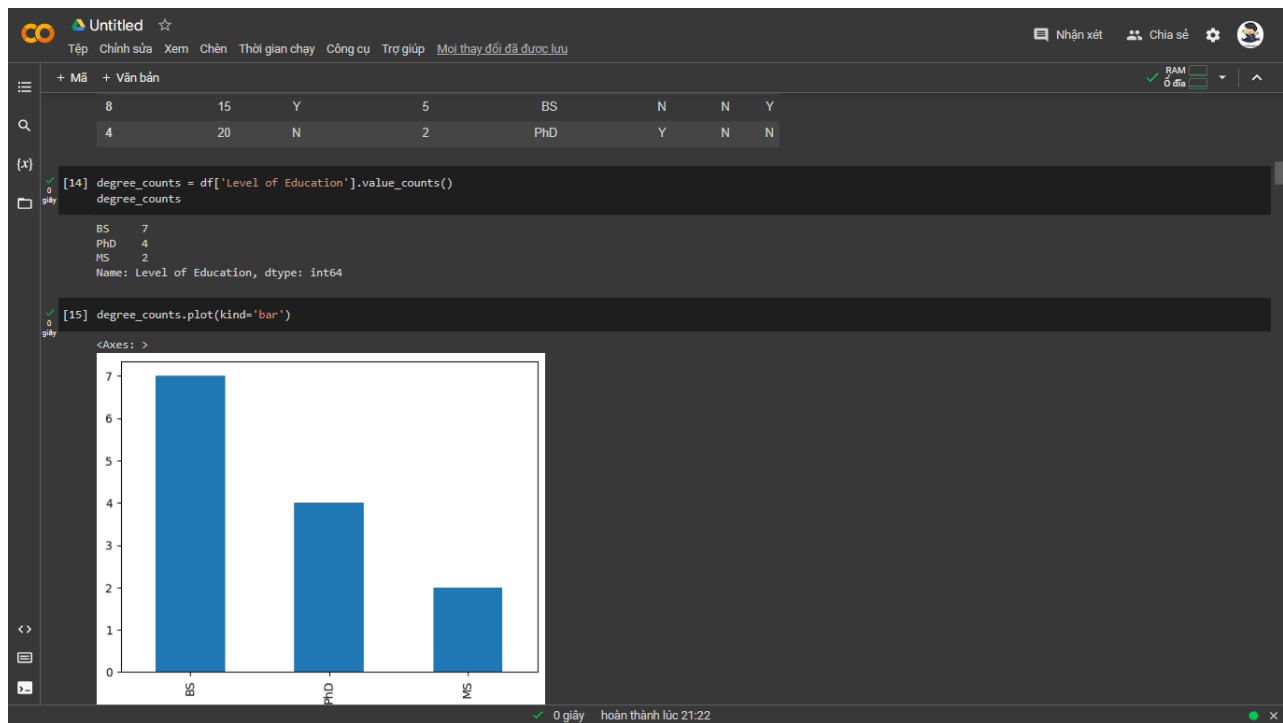 CO Untitled
Nhận xét Chia sẻ
Tệp Chỉnh sửa Xem Chèn Thời gian chạy Công cụ Trợ giúp Mọi thay đổi đã được lưu
+ Mã + Văn bản
RAM
Ổ đĩa
8 15 Y 5 BS N N Y
4 20 N 2 PhD Y N N
{x}
0 giây
[14] degree_counts = df['Level of Education'].value_counts()
degree_counts
BS 7
PhD 4
MS 2
Name: Level of Education, dtype: int64
0 giây
[15] degree_counts.plot(kind='bar')
<Axes: >
7
6
5
4
3
2
1
0
BS PhD MS
0 giây hoàn thành lúc 21:22